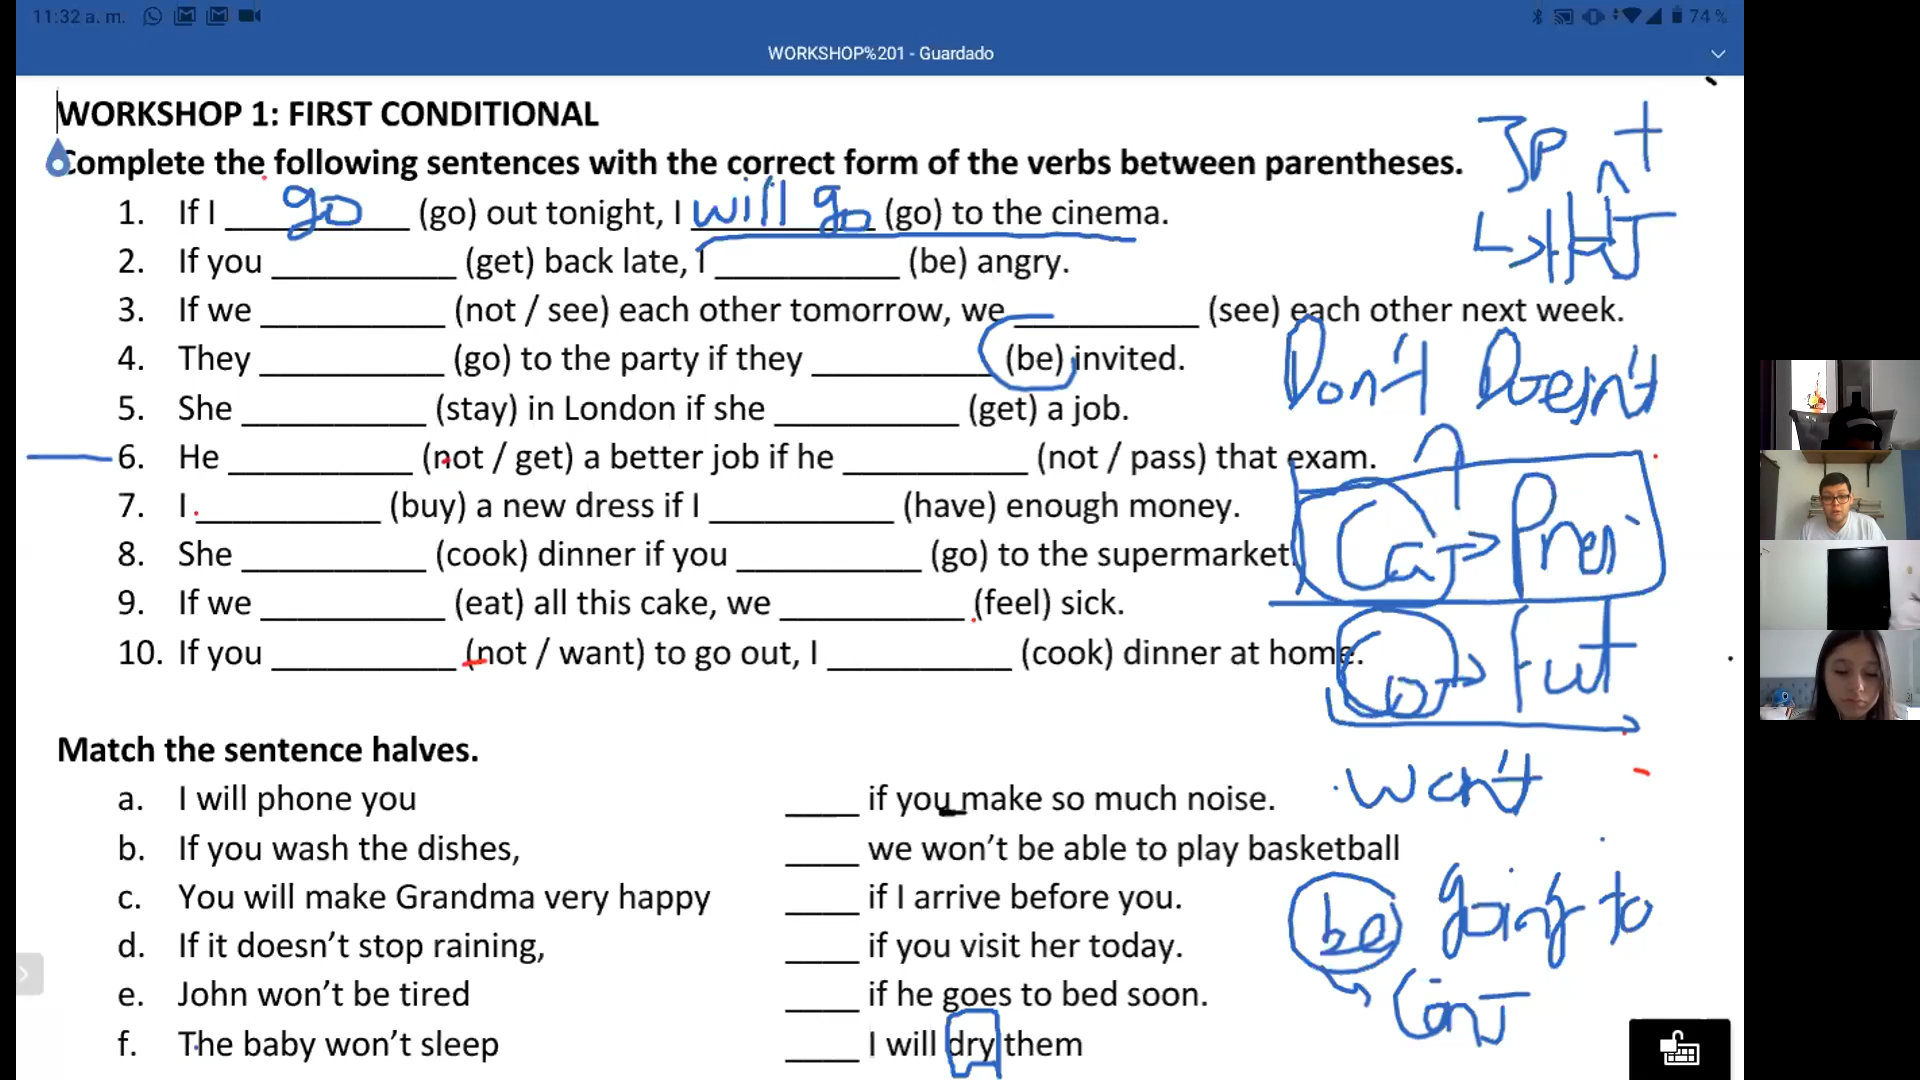 11:32 a. m.
74 %
WORKSHOP%201 - Guardado
WORKSHOP 1: FIRST CONDITIONAL
Complete the following sentences with the correct form of the verbs between parentheses.
1. If I ___go___ (go) out tonight, I will go (go) to the cinema.
2. If you __________ (get) back late, I __________ (be) angry.
3. If we __________ (not / see) each other tomorrow, we __________ (see) each other next week.
4. They __________ (go) to the party if they __________ (be) invited.
5. She __________ (stay) in London if she __________ (get) a job.
6. He __________ (not / get) a better job if he __________ (not / pass) that exam.
7. I __________ (buy) a new dress if I __________ (have) enough money.
8. She __________ (cook) dinner if you __________ (go) to the supermarket.
9. If we __________ (eat) all this cake, we __________ (feel) sick.
10. If you __________ (not / want) to go out, I __________ (cook) dinner at home.
3p +
Don't Doesn't
Ca → Pres
Co → Fut
won't
be going to
Conj
Match the sentence halves.
a. I will phone you ____ if you make so much noise.
b. If you wash the dishes, ____ we won’t be able to play basketball
c. You will make Grandma very happy ____ if I arrive before you.
d. If it doesn’t stop raining, ____ if you visit her today.
e. John won’t be tired ____ if he goes to bed soon.
f. The baby won’t sleep ____ I will dry them